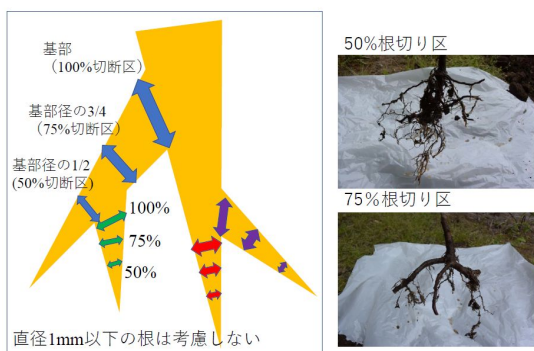 基部
（100%切断区）
基部径の3/4
(75%切断区)
基部径の1/2
(50%切断区)
100%
75%
50%
直径1mm以下の根は考慮しない
50%根切り区
75%根切り区